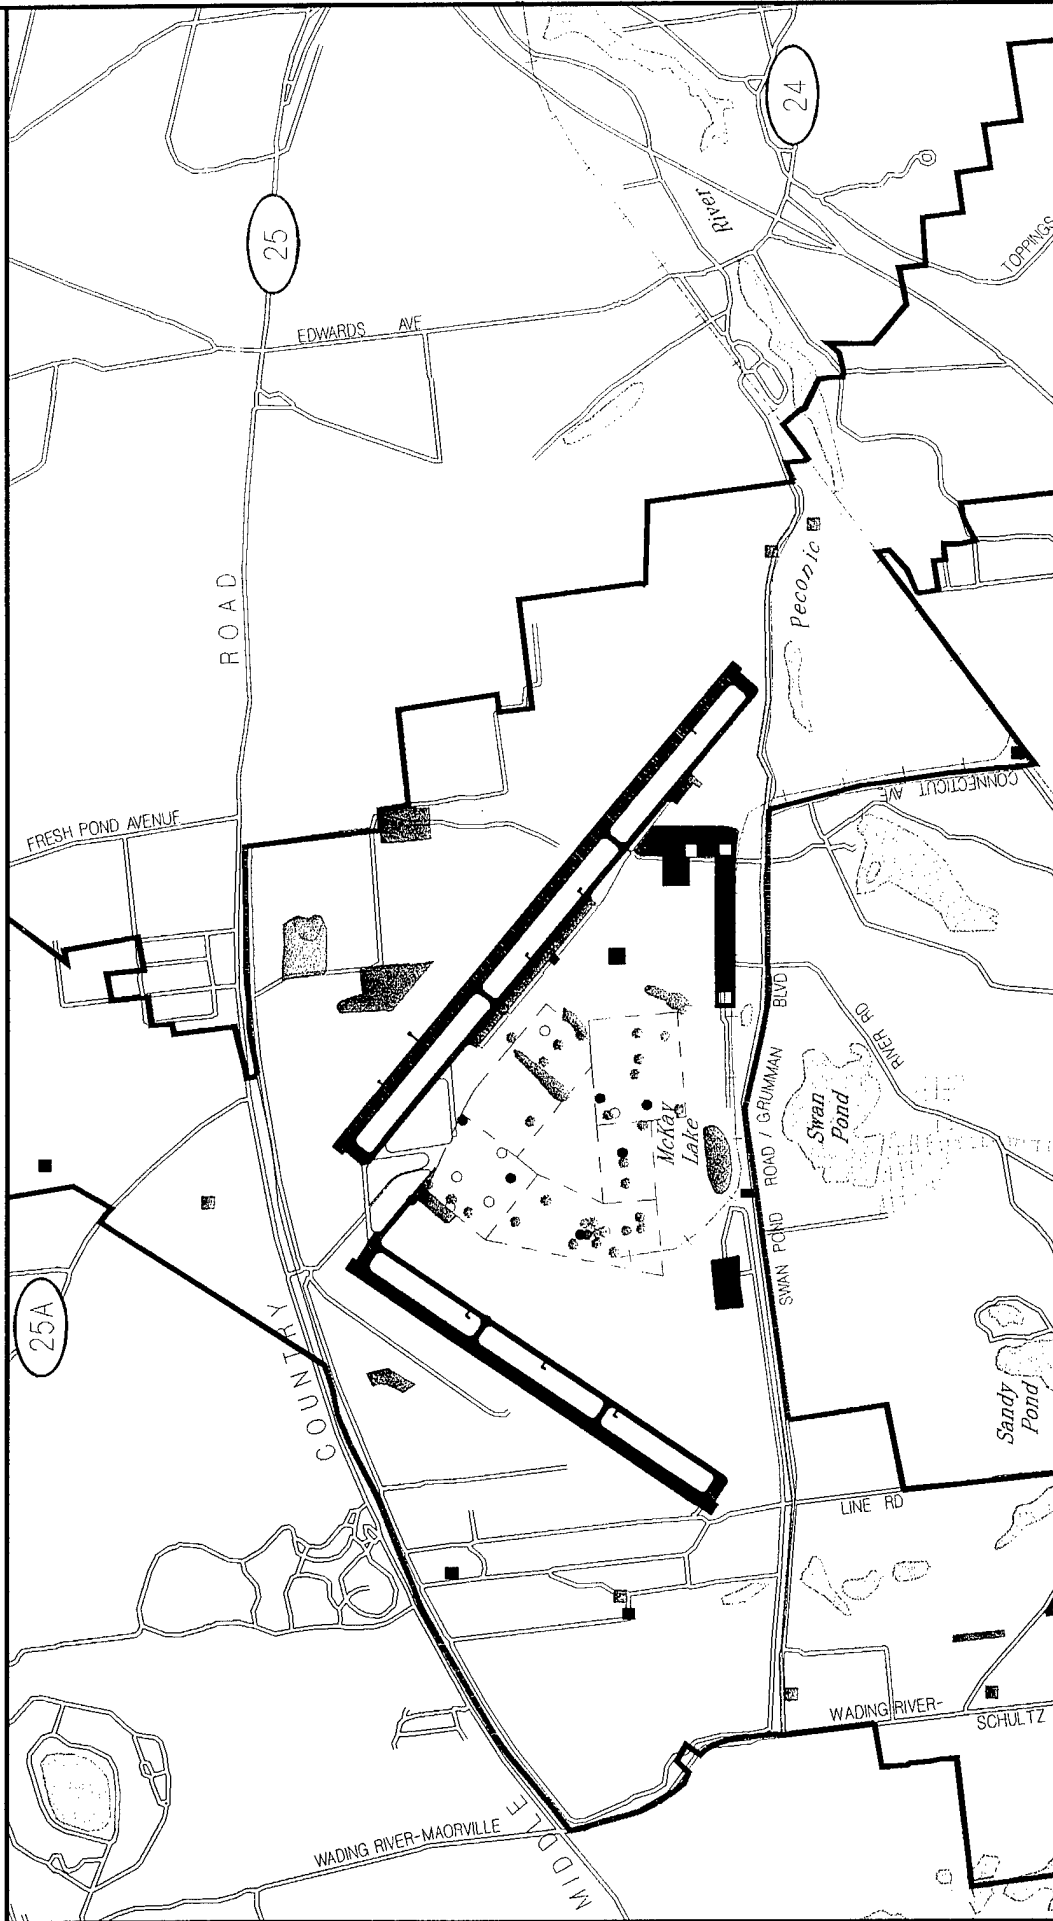 24
25
River
TOPPINGS
EDWARDS AVE
ROAD
Peconic
CONNECTICUT AVE
FRESH POND AVENUE
RIVER RD
SWAN POND ROAD / GRUMMAN BLVD
Swan
Pond
McKay
Lake
25A
COUNTRY
Sandy
Pond
LINE RD
WADING RIVER-
SCHULTZ
WADING RIVER-MAORVILLE
MIDDLE